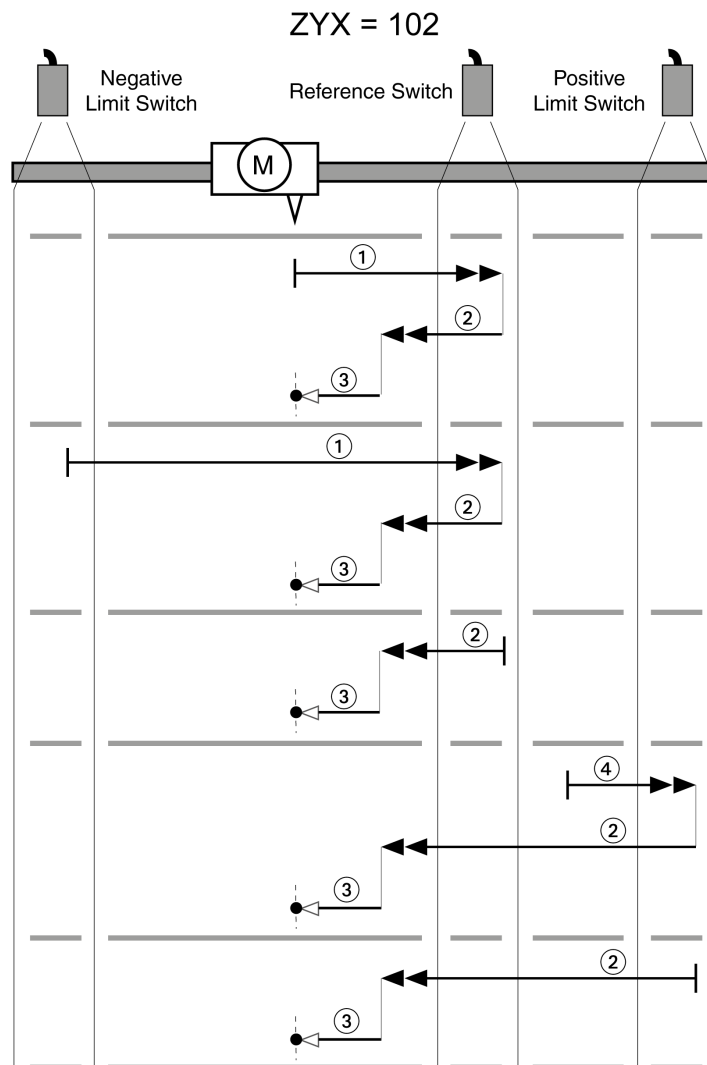 ZYX = 102
Negative
Limit Switch
Reference Switch
Positive
Limit Switch
M
1
2
3
1
2
3
2
3
4
2
3
2
3